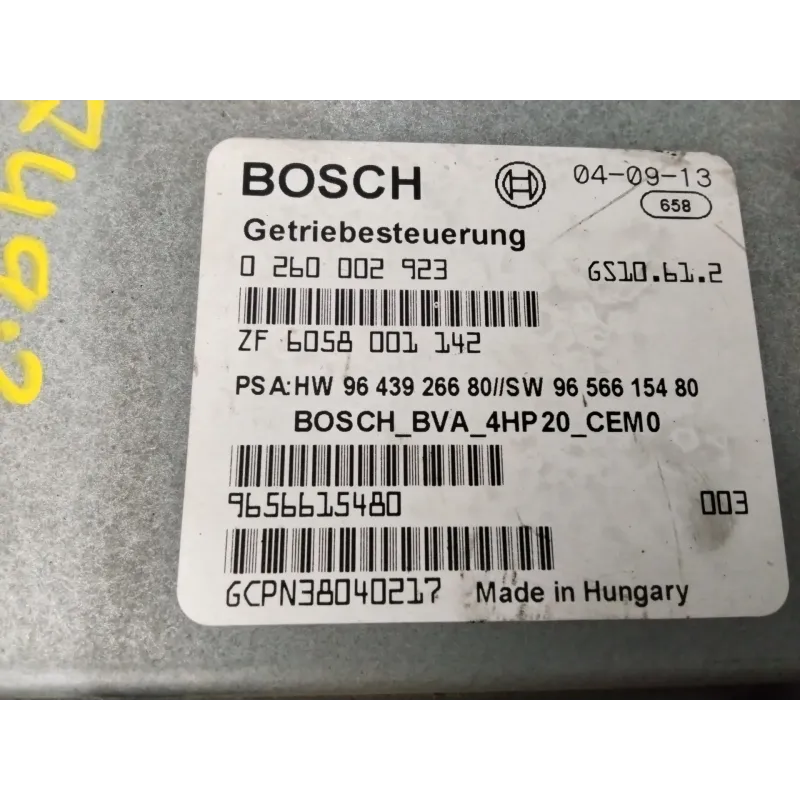 BOSCH 04-09-13
658
Getriebesteuerung
0 260 002 923 GS10.61.2
ZF 6058 001 142
PSA:HW 96 439 266 80//SW 96 566 154 80
BOSCH_BVA_4HP20_CEM0
9656615480 003
GCPN38040217 Made in Hungary